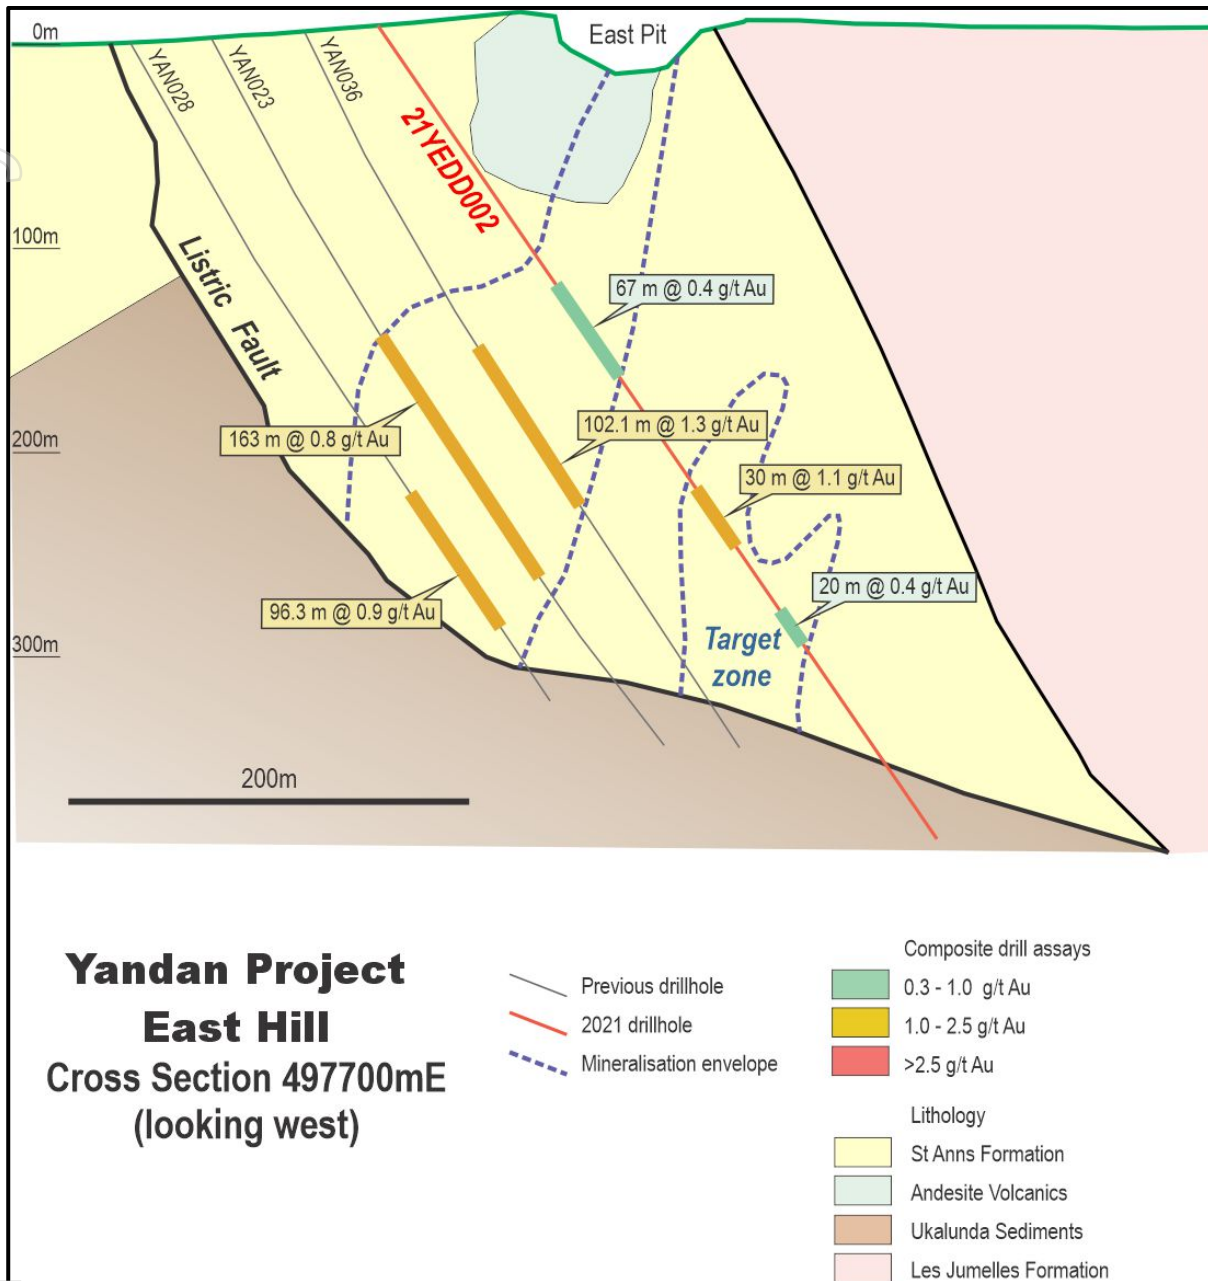 0m
East Pit
YAN028
YAN023
YAN036
21YEDD002
100m
Listric Fault
67 m @ 0.4 g/t Au
200m
163 m @ 0.8 g/t Au
102.1 m @ 1.3 g/t Au
30 m @ 1.1 g/t Au
96.3 m @ 0.9 g/t Au
20 m @ 0.4 g/t Au
300m
Target
zone
200m
Yandan Project
East Hill
Cross Section 497700mE
(looking west)
Previous drillhole
2021 drillhole
Mineralisation envelope
Composite drill assays
0.3 - 1.0 g/t Au
1.0 - 2.5 g/t Au
>2.5 g/t Au
Lithology
St Anns Formation
Andesite Volcanics
Ukalunda Sediments
Les Jumelles Formation